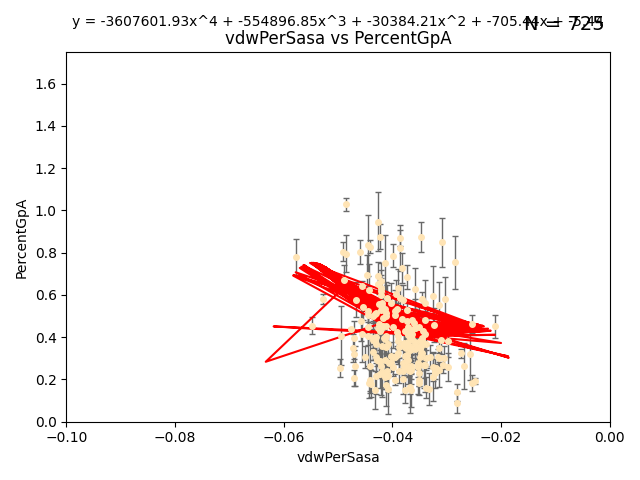 y = -3607601.93x^4 + -554896.85x^3 + -30384.21x^2 + -705.44x + -5.44
N = 725
vdwPerSasa vs PercentGpA
PercentGpA
1.6
1.4
1.2
1.0
0.8
0.6
0.4
0.2
0.0
−0.10 −0.08 −0.06 −0.04 −0.02 0.00
vdwPerSasa